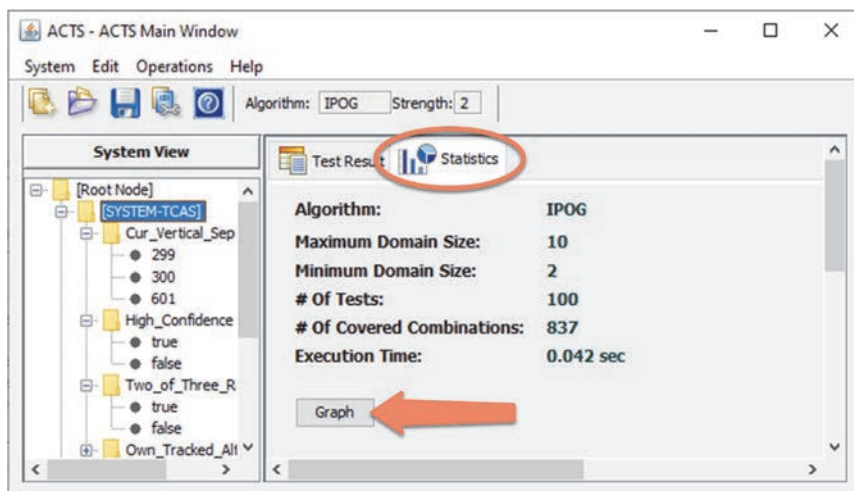 ACTS - ACTS Main Window
System Edit Operations Help
Algorithm: IPOG Strength: 2
System View
[Root Node]
[SYSTEM-TCAS]
Cur_Vertical_Sep
299
300
601
High_Confidence
true
false
Two_of_Three_R
true
false
Own_Tracked_Alt
Test Result Statistics
Algorithm: IPOG
Maximum Domain Size: 10
Minimum Domain Size: 2
# Of Tests: 100
# Of Covered Combinations: 837
Execution Time: 0.042 sec
Graph